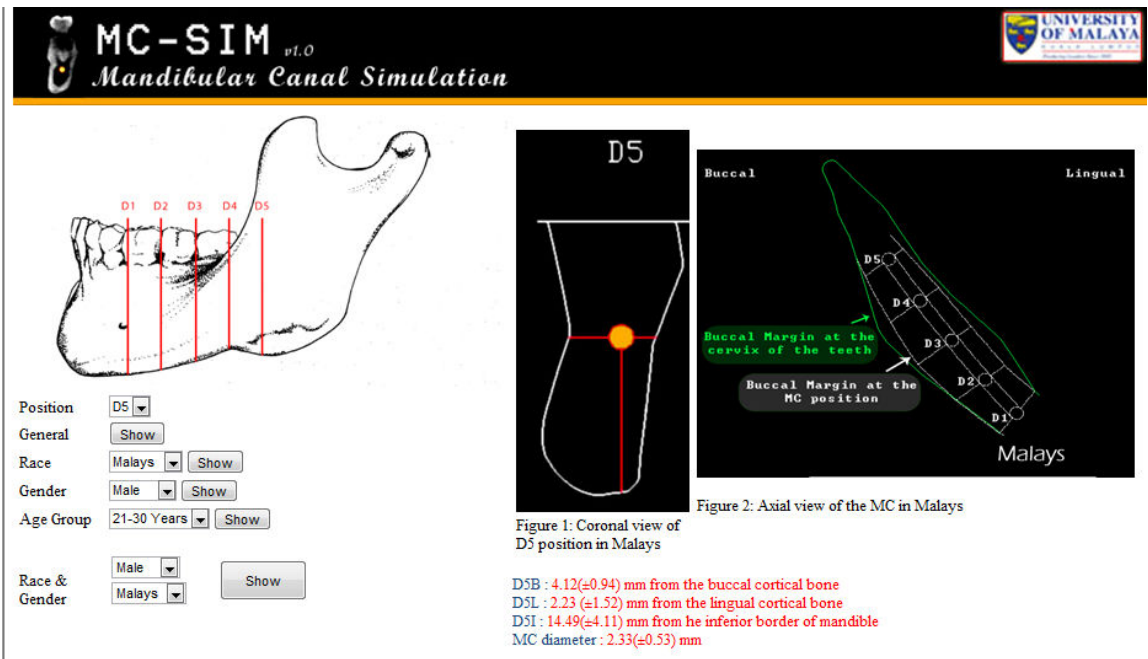 MC-SIM v1.0
Mandibular Canal Simulation
UNIVERSITY
OF MALAYA
D1 D2 D3 D4 D5
Position D5
General Show
Race Malays Show
Gender Male Show
Age Group 21-30 Years Show
Race &
Gender
Male
Malays
Show
D5
Figure 1: Coronal view of
D5 position in Malays
Buccal Lingual
D5
D4
D3
D2
D1
Buccal Margin at the
cervix of the teeth
Buccal Margin at the
MC position
Malays
Figure 2: Axial view of the MC in Malays
D5B : 4.12(±0.94) mm from the buccal cortical bone
D5L : 2.23 (±1.52) mm from the lingual cortical bone
D5I : 14.49(±4.11) mm from he inferior border of mandible
MC diameter : 2.33(±0.53) mm